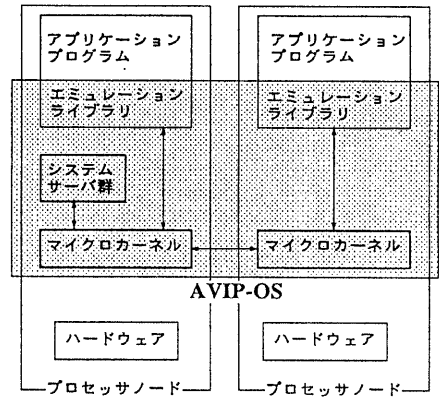 アプリケーション
プログラム
エミュレーション
ライブラリ
システム
サーバ群
マイクロカーネル
アプリケーション
プログラム
エミュレーション
ライブラリ
マイクロカーネル
AVIP-OS
ハードウェア
ハードウェア
プロセッサノード
プロセッサノード